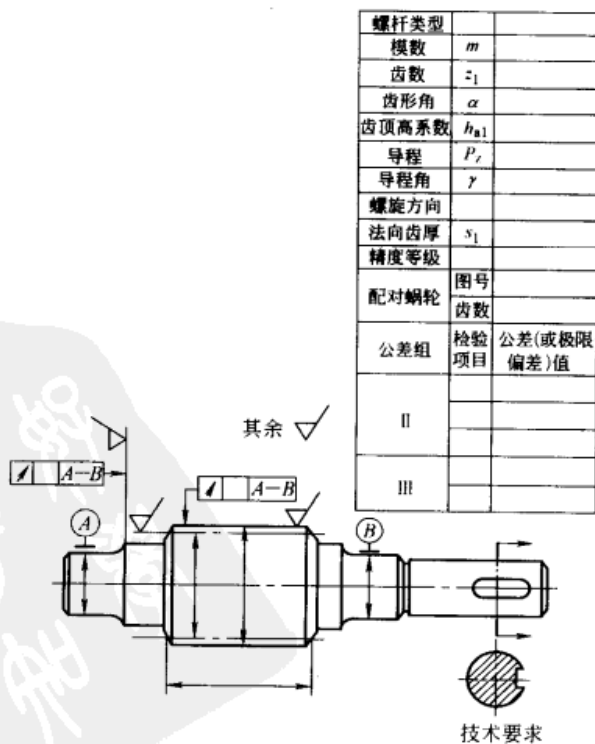 螺杆类型
模数 m
齿数 z₁
齿形角 α
齿顶高系数 hₐ₁
导程 P_z
导程角 γ
螺旋方向
法向齿厚 s₁
精度等级
配对蜗轮 图号
齿数
公差组 检验项目 公差(或极限偏差)值
II
III
其余
A-B
A-B
A
B
技术要求